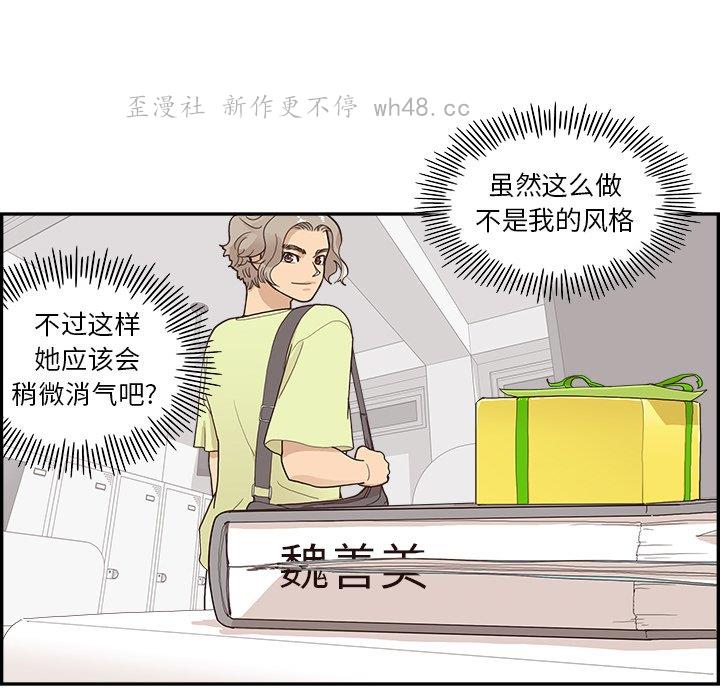 歪漫社 新作更不停 wh48.cc
虽然这么做
不是我的风格
不过这样
她应该会
稍微消气吧?
魏善美